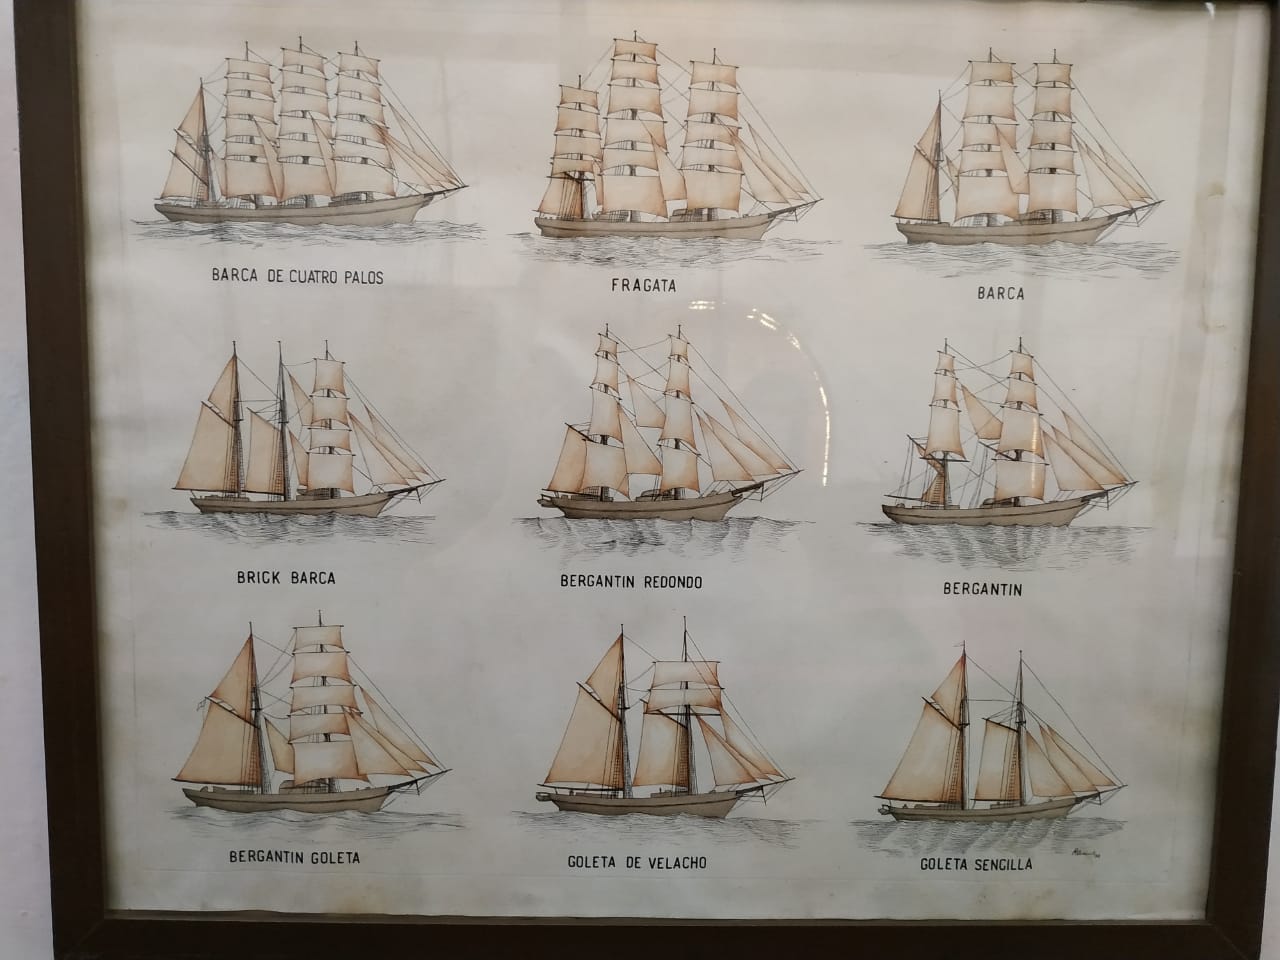 BARCA DE CUATRO PALOS
FRAGATA
BARCA
BRICK BARCA
BERGANTIN REDONDO
BERGANTIN
BERGANTIN GOLETA
GOLETA DE VELACHO
GOLETA SENCILLA